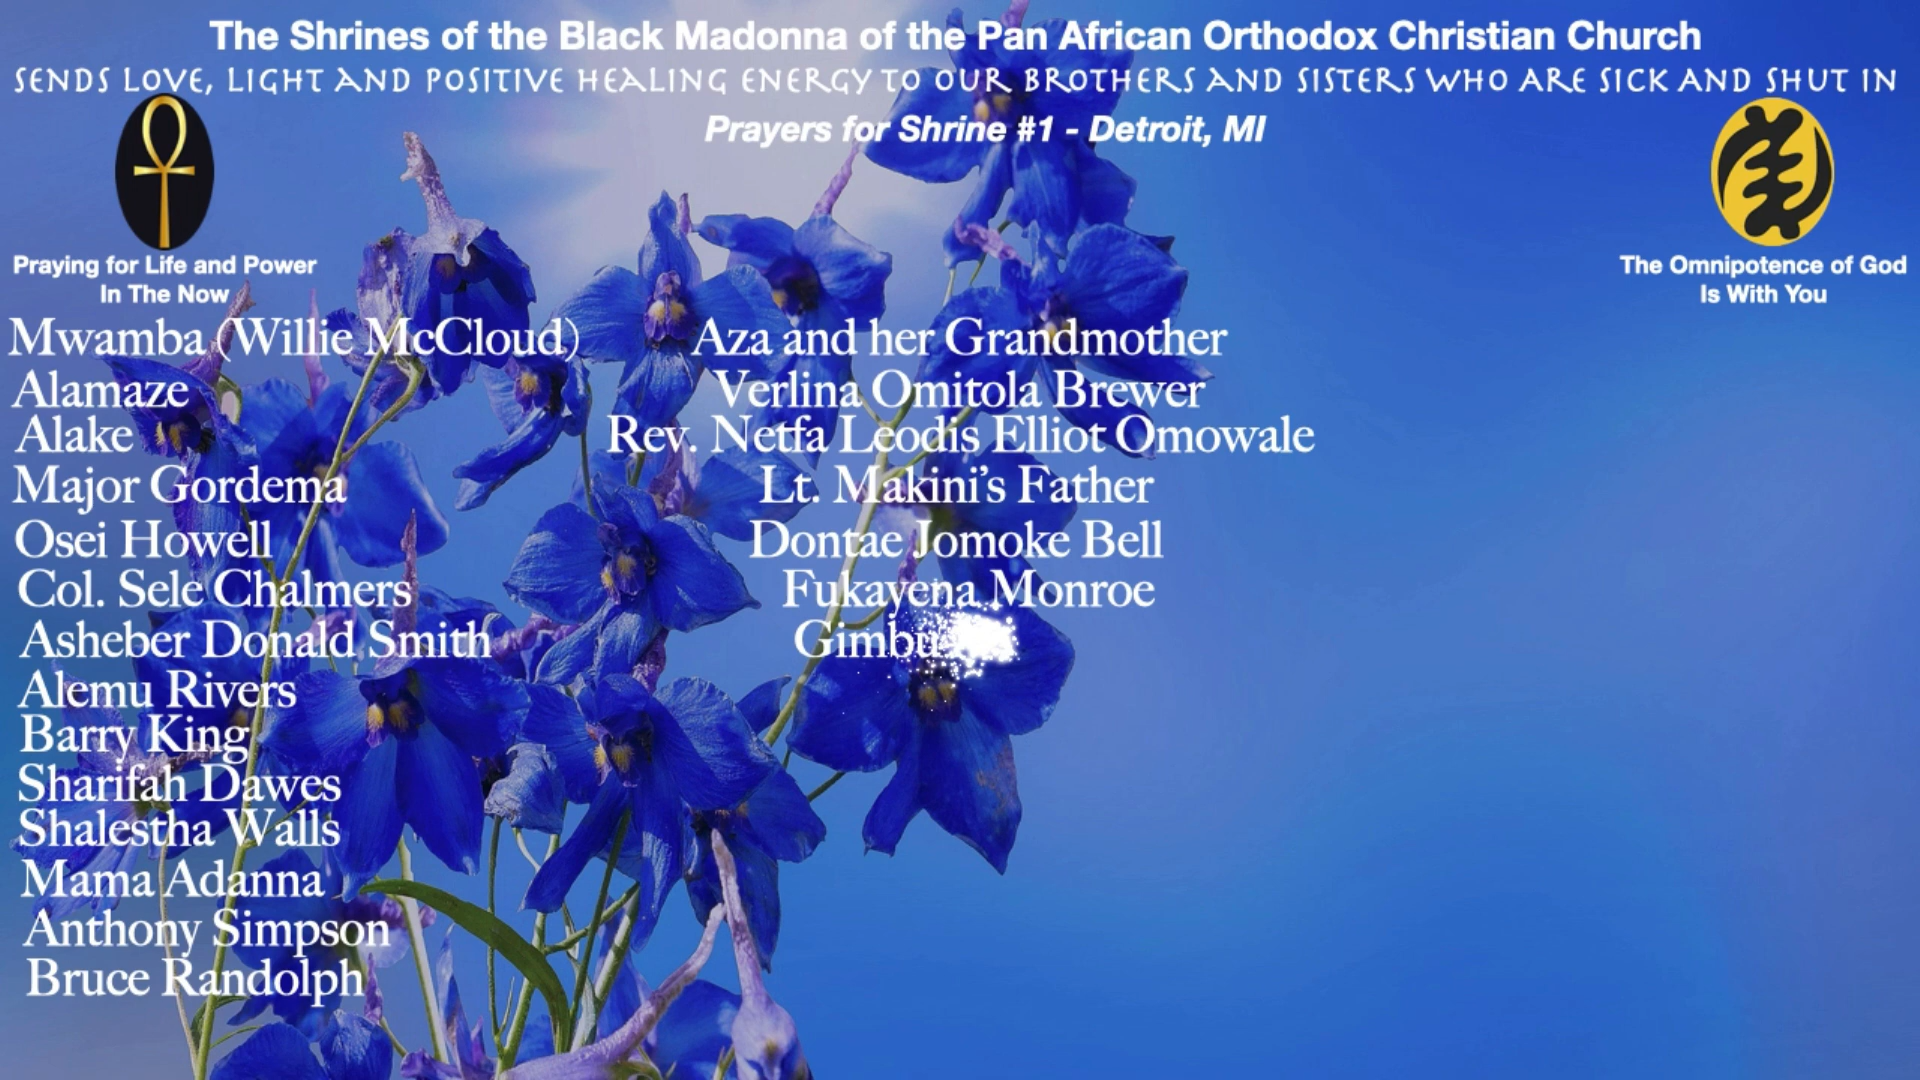 The Shrines of the Black Madonna of the Pan African Orthodox Christian Church
SENDS LOVE, LIGHT AND POSITIVE HEALING ENERGY TO OUR BROTHERS AND SISTERS WHO ARE SICK AND SHUT IN
Prayers for Shrine #1 - Detroit, MI
Praying for Life and Power
In The Now
The Omnipotence of God
Is With You
Mwamba (Willie McCloud)
Alamaze
Alake
Major Gordema
Osei Howell
Col. Sele Chalmers
Asheber Donald Smith
Alemu Rivers
Barry King
Sharifah Dawes
Shalestha Walls
Mama Adanna
Anthony Simpson
Bruce Randolph
Aza and her Grandmother
Verlina Omitola Brewer
Rev. Netfa Leodis Elliot Omowale
Lt. Makini's Father
Dontae Jomoke Bell
Fukayena Monroe